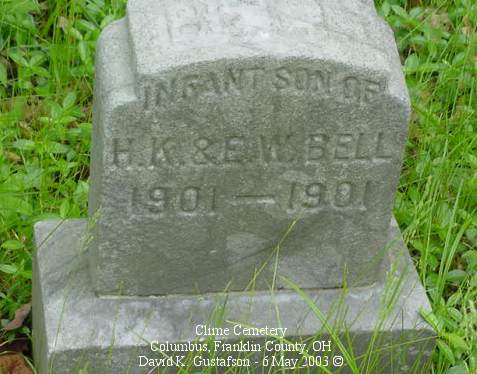 INFANT SON OF
H.K. & E.W. BELL
1901 — 1901
Clime Cemetery
Columbus, Franklin County, OH
David K. Gustafson - 6 May 2003 ©